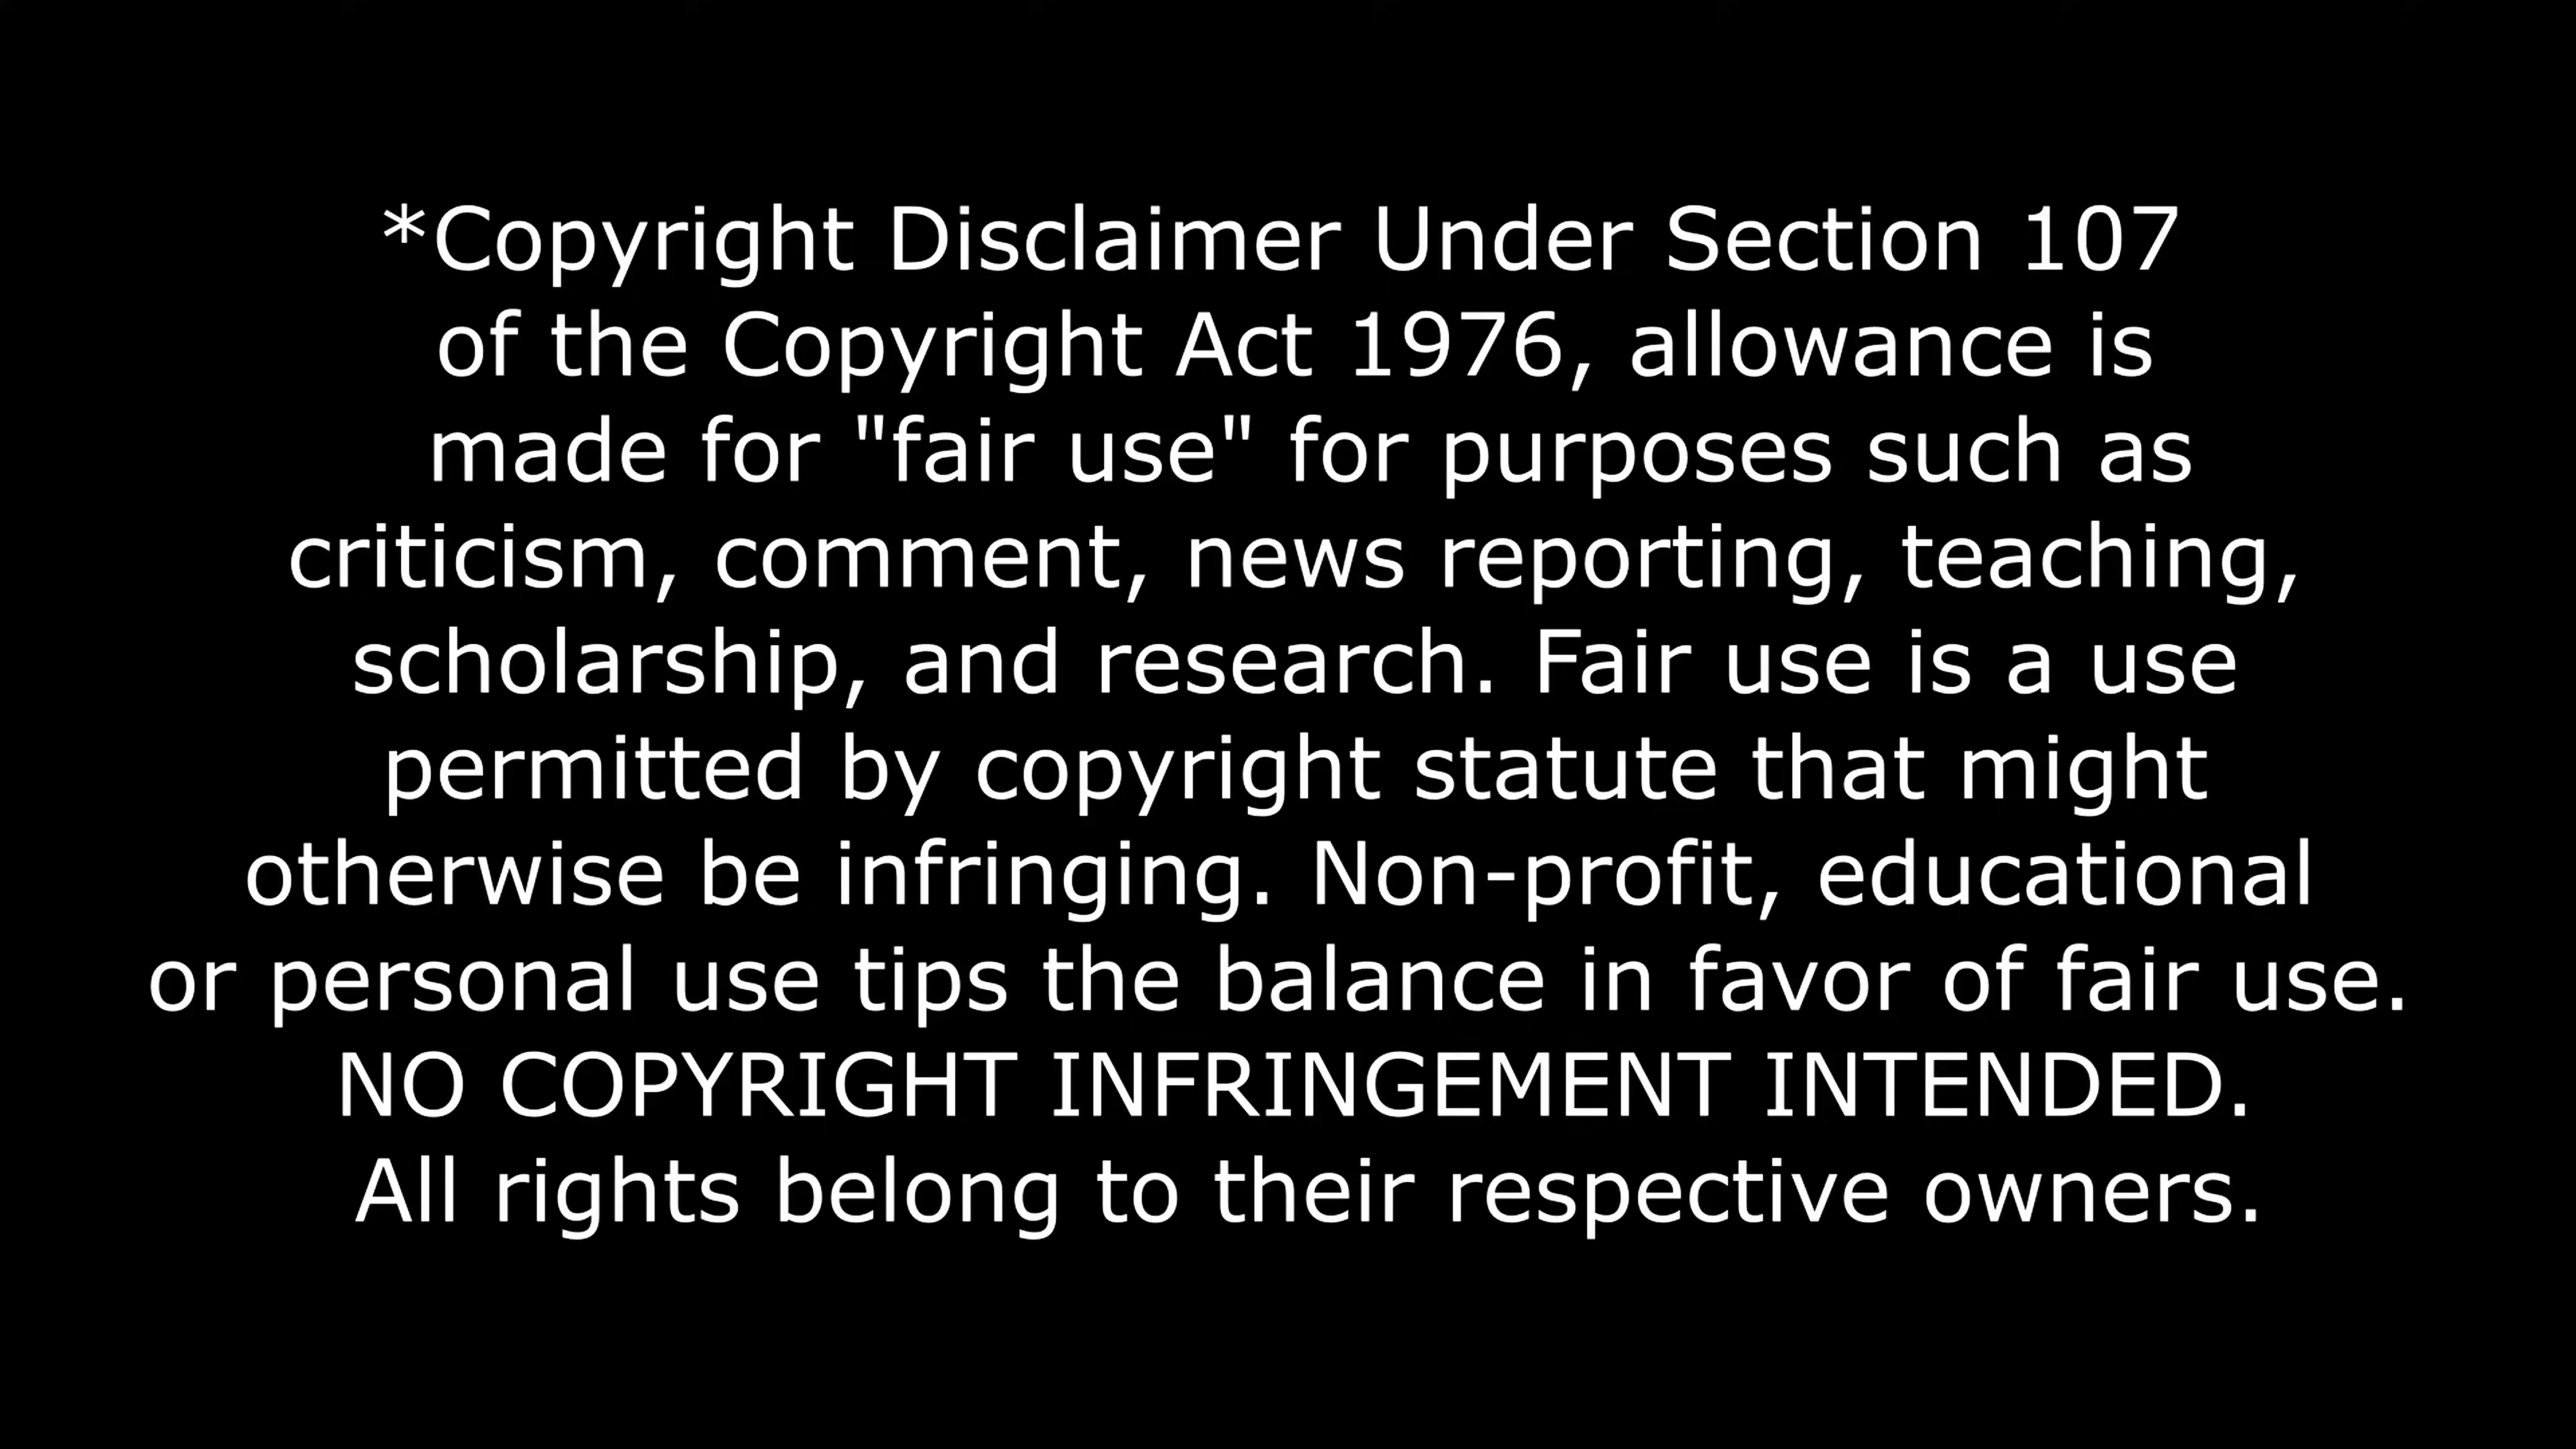 *Copyright Disclaimer Under Section 107
of the Copyright Act 1976, allowance is
made for "fair use" for purposes such as
criticism, comment, news reporting, teaching,
scholarship, and research. Fair use is a use
permitted by copyright statute that might
otherwise be infringing. Non-profit, educational
or personal use tips the balance in favor of fair use.
NO COPYRIGHT INFRINGEMENT INTENDED.
All rights belong to their respective owners.